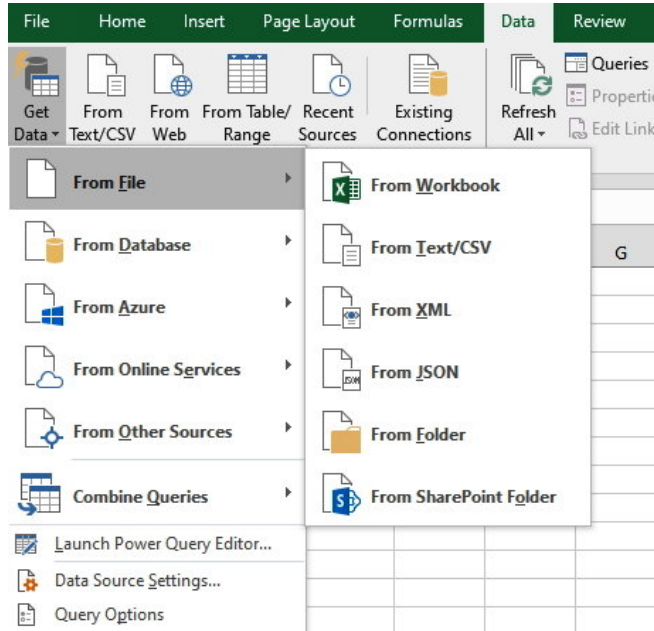 File Home Insert Page Layout Formulas Data Review
Get Data
From Text/CSV
From Web
From Table/ Range
Recent Sources
Existing Connections
Refresh All
Queries
Edit
From File
From Database
From Azure
From Online Services
From Other Sources
Combine Queries
Launch Power Query Editor...
Data Source Settings...
Query Options
From Workbook
From Text/CSV
From XML
From JSON
From Folder
From SharePoint Folder
G